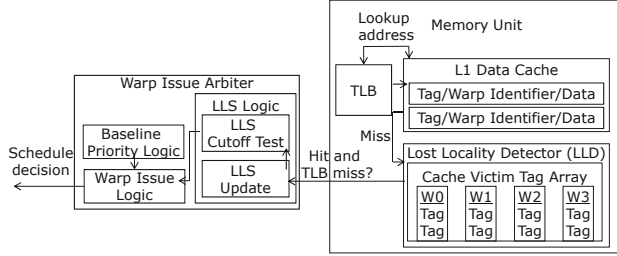 Lookup
address
Memory Unit
Warp Issue Arbiter
L1 Data Cache
TLB
Tag/Warp Identifier/Data
Tag/Warp Identifier/Data
LLS Logic
LLS
Cutoff Test
Baseline
Priority Logic
Miss
Schedule
decision
Hit and
TLB miss?
Lost Locality Detector (LLD)
Warp Issue
Logic
LLS
Update
Cache Victim Tag Array
W0 W1 W2 W3
Tag Tag Tag Tag
Tag Tag Tag Tag